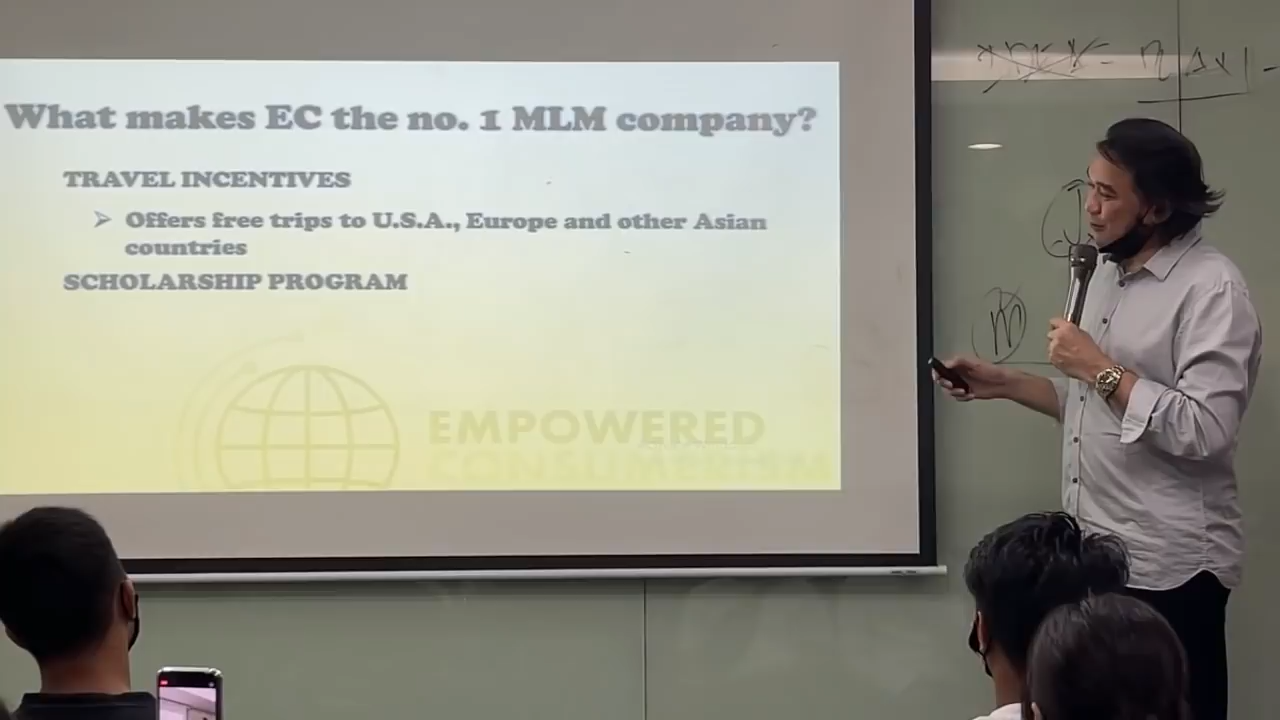 What makes EC the no. 1 MLM company?
TRAVEL INCENTIVES
➢ Offers free trips to U.S.A., Europe and other Asian
countries
SCHOLARSHIP PROGRAM
EMPOWERED
CONSUMERISM